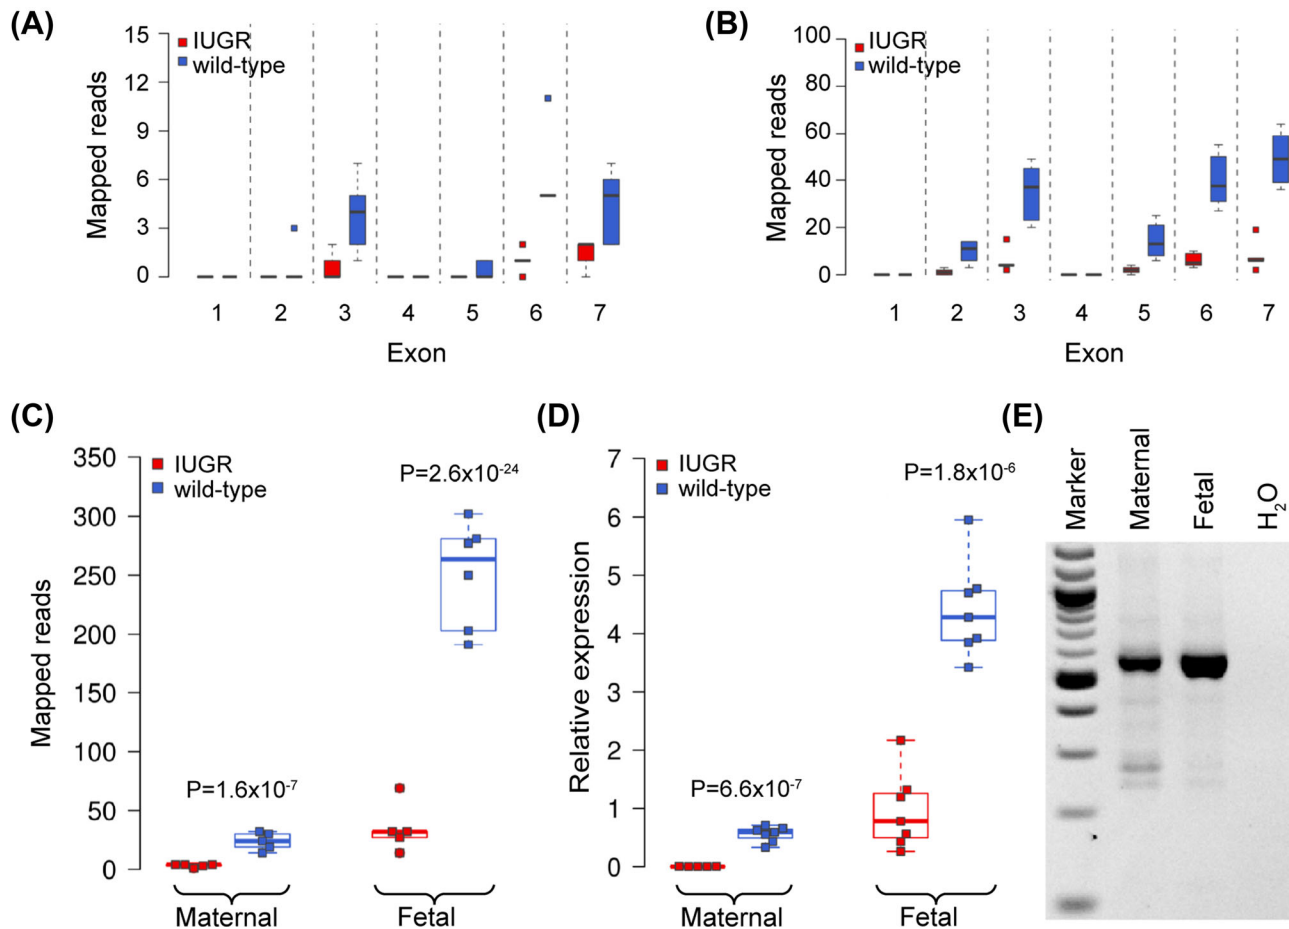 (A)
Mapped reads
15
12
9
6
3
0
IUGR
wild-type
1 2 3 4 5 6 7
Exon
(B)
Mapped reads
100
80
60
40
20
0
IUGR
wild-type
1 2 3 4 5 6 7
Exon
(C)
Mapped reads
350
300
250
200
150
100
50
0
IUGR
wild-type
P=2.6x10-24
P=1.6x10-7
Maternal
Fetal
(D)
Relative expression
7
6
5
4
3
2
1
0
IUGR
wild-type
P=1.8x10-6
P=6.6x10-7
Maternal
Fetal
(E)
Marker
Maternal
Fetal
H2O